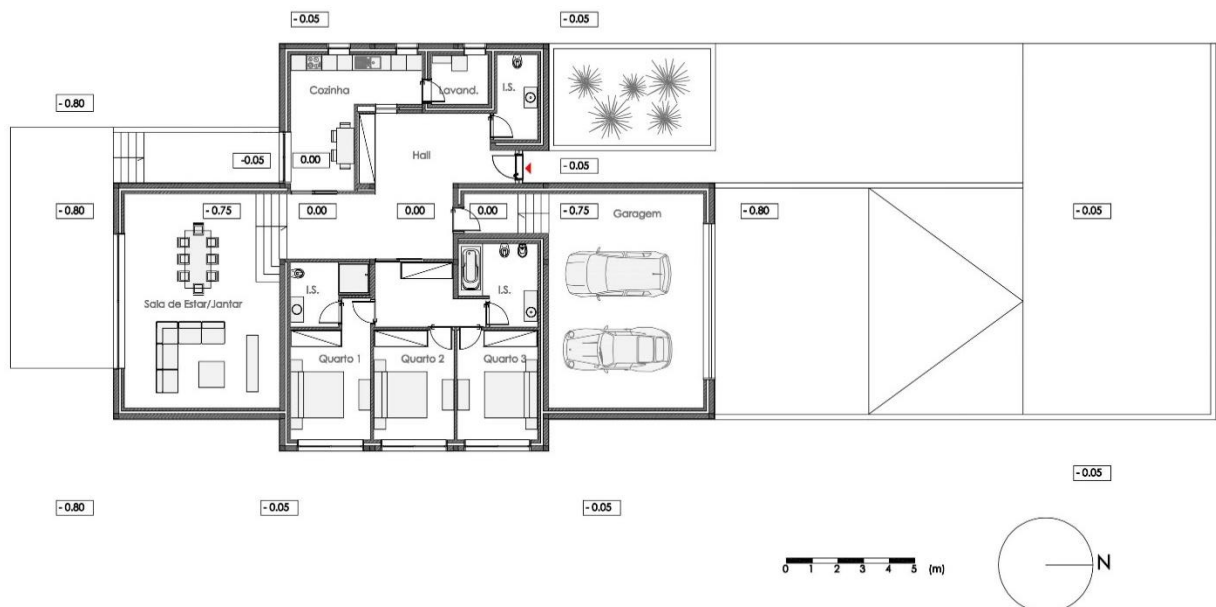 - 0.05
- 0.05
Cozinha
Lavand.
I.S.
- 0.80
Hall
-0.05
0.00
- 0.05
- 0.80
- 0.75
0.00
0.00
0.00
- 0.75
Garagem
- 0.80
- 0.05
I.S.
I.S.
Sala de Estar/Jantar
Quarto 1
Quarto 2
Quarto 3
- 0.05
- 0.80
- 0.05
- 0.05
0 1 2 3 4 5 (m)
N